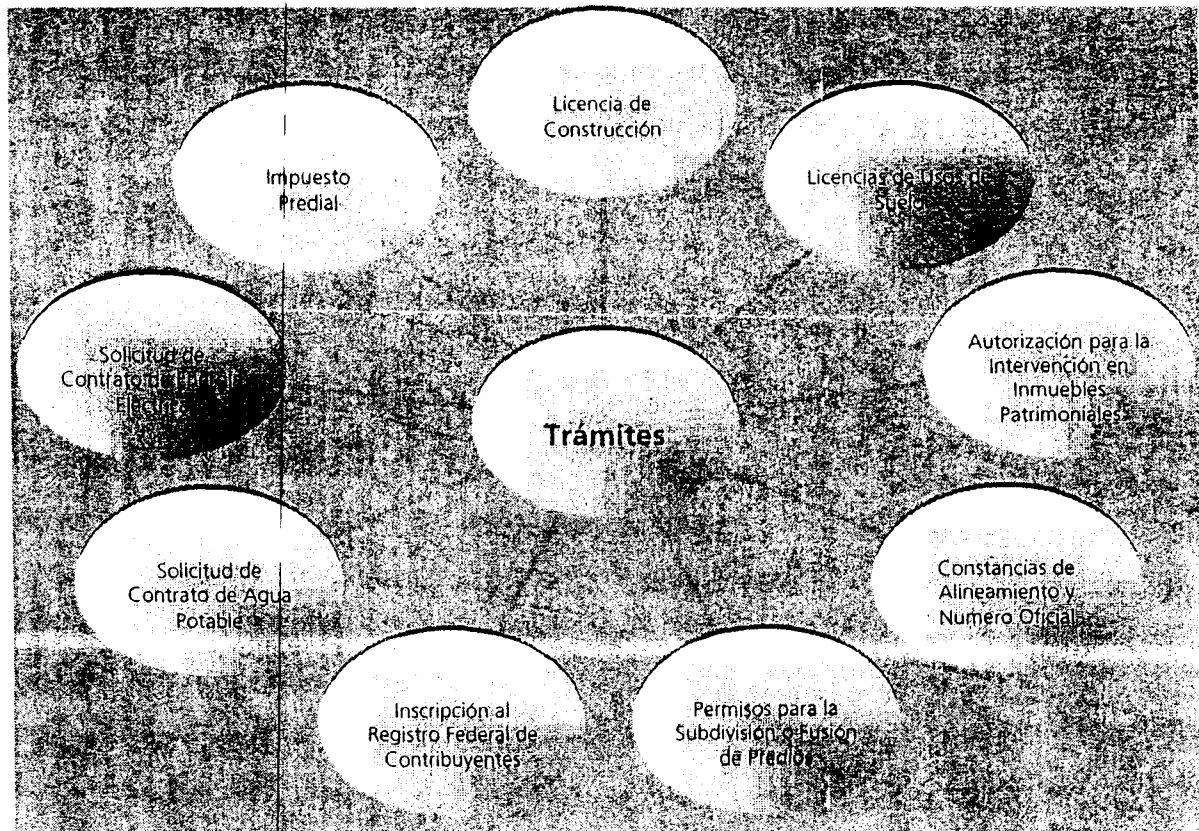 Licencia de
Construcción
Impuesto
Predial
Licencias de Usos de
Suelo
Solicitud de
Contrato de Energía
Autorización para la
Intervención en
Inmuebles
Patrimoniales
Trámites
Solicitud de
Contrato de Agua
Potable
Constancias de
Alineamiento y
Numero Oficial
Inscripción al
Registro Federal de
Contribuyentes
Permisos para la
Subdivisión o Fusión
de Predios